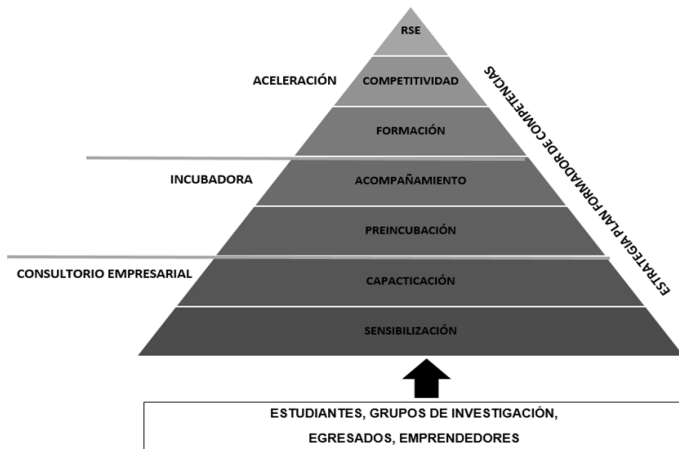 RSE
ACELERACIÓN
COMPETITIVIDAD
FORMACIÓN
INCUBADORA
ACOMPAÑAMIENTO
PREINCUBACIÓN
CONSULTORIO EMPRESARIAL
CAPACTICACIÓN
SENSIBILIZACIÓN
ESTRATEGIA PLAN FORMADOR DE COMPETENCIAS
ESTUDIANTES, GRUPOS DE INVESTIGACIÓN,
EGRESADOS, EMPRENDEDORES